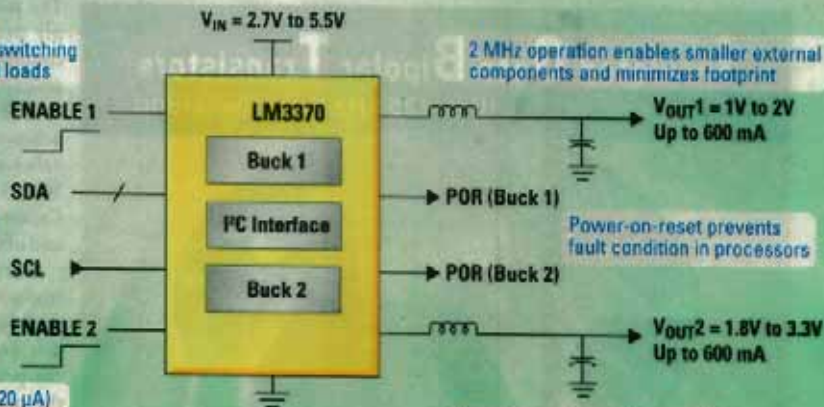 V_IN = 2.7V to 5.5V
switching
loads
2 MHz operation enables smaller external
components and minimizes footprint
Bipolar Transistors
ENABLE 1
LM3370
V_OUT1 = 1V to 2V
Up to 600 mA
Buck 1
SDA
POR (Buck 1)
I²C Interface
Power-on-reset prevents
fault condition in processors
SCL
POR (Buck 2)
Buck 2
ENABLE 2
V_OUT2 = 1.8V to 3.3V
Up to 600 mA
20 µA)